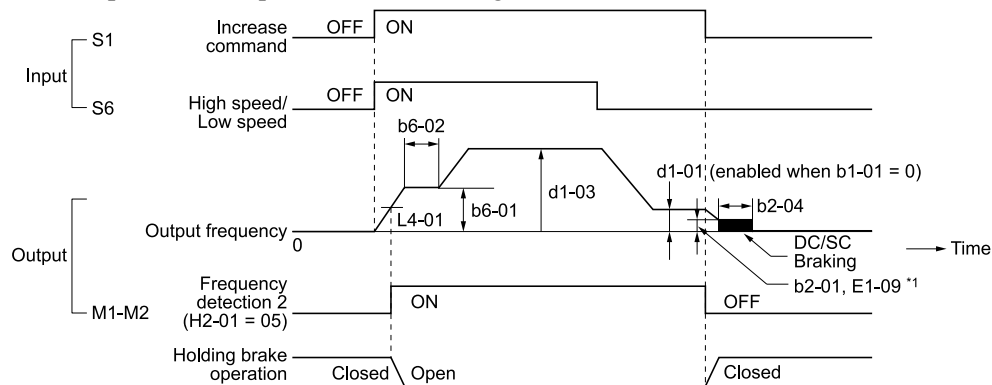 Increase
command
OFF
ON
S1
Input
S6
High speed/
Low speed
OFF
ON
b6-02
d1-01 (enabled when b1-01 = 0)
d1-03
b2-04
L4-01
b6-01
Output frequency
0
Time
DC/SC
Braking
b2-01, E1-09 *1
Output
Frequency
detection 2
(H2-01 = 05)
ON
OFF
M1-M2
Holding brake
operation
Closed
Open
Closed